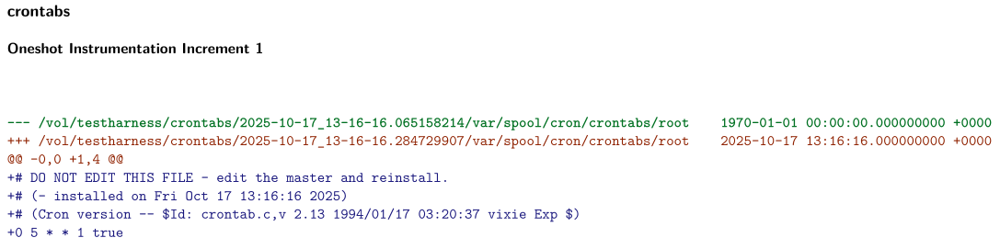 crontabs
Oneshot Instrumentation Increment 1
--- /vol/testharness/crontabs/2025-10-17_13-16-16.065158214/var/spool/cron/crontabs/root    1970-01-01 00:00:00.000000000 +0000
+++ /vol/testharness/crontabs/2025-10-17_13-16-16.284729907/var/spool/cron/crontabs/root    2025-10-17 13:16:16.000000000 +0000
@@ -0,0 +1,4 @@
+# DO NOT EDIT THIS FILE - edit the master and reinstall.
+# (- installed on Fri Oct 17 13:16:16 2025)
+# (Cron version -- $Id: crontab.c,v 2.13 1994/01/17 03:20:37 vixie Exp $)
+0 5 * * 1 true